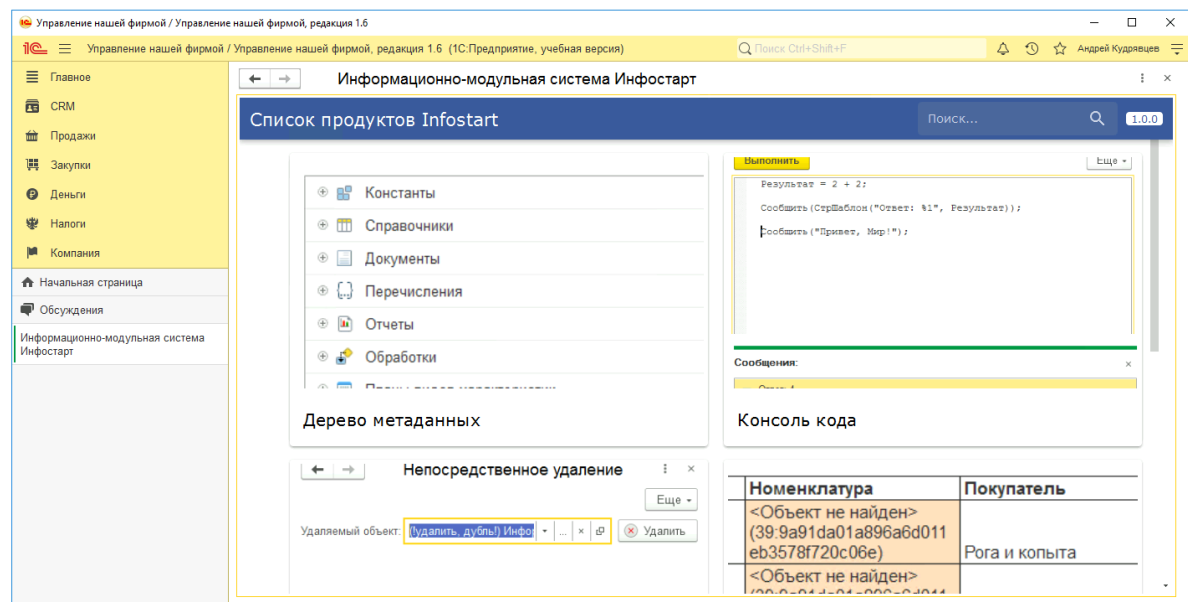 Управление нашей фирмой / Управление нашей фирмой, редакция 1.6
Управление нашей фирмой / Управление нашей фирмой, редакция 1.6 (1С:Предприятие, учебная версия)
Поиск Ctrl+Shift+F
Андрей Кудрявцев
Главное
CRM
Продажи
Закупки
Деньги
Налоги
Компания
Начальная страница
Обсуждения
Информационно-модульная система
Инфостарт
Информационно-модульная система Инфостарт
Список продуктов Infostart
Поиск...
1.0.0
Константы
Справочники
Документы
Перечисления
Отчеты
Обработки
Дерево метаданных
Выполнить
Еще
Результат = 2 + 2;
Сообщить(СтрШаблон("Ответ: %1", Результат));
Сообщить("Привет, Мир!");
Сообщения:
Консоль кода
Непосредственное удаление
Еще
Удаляемый объект:
(!удалить, дубль!) Инфо
...
Удалить
Номенклатура
Покупатель
<Объект не найден>
(39:9a91da01a896a6d011
eb3578f720c06e)
Рога и копыта
<Объект не найден>